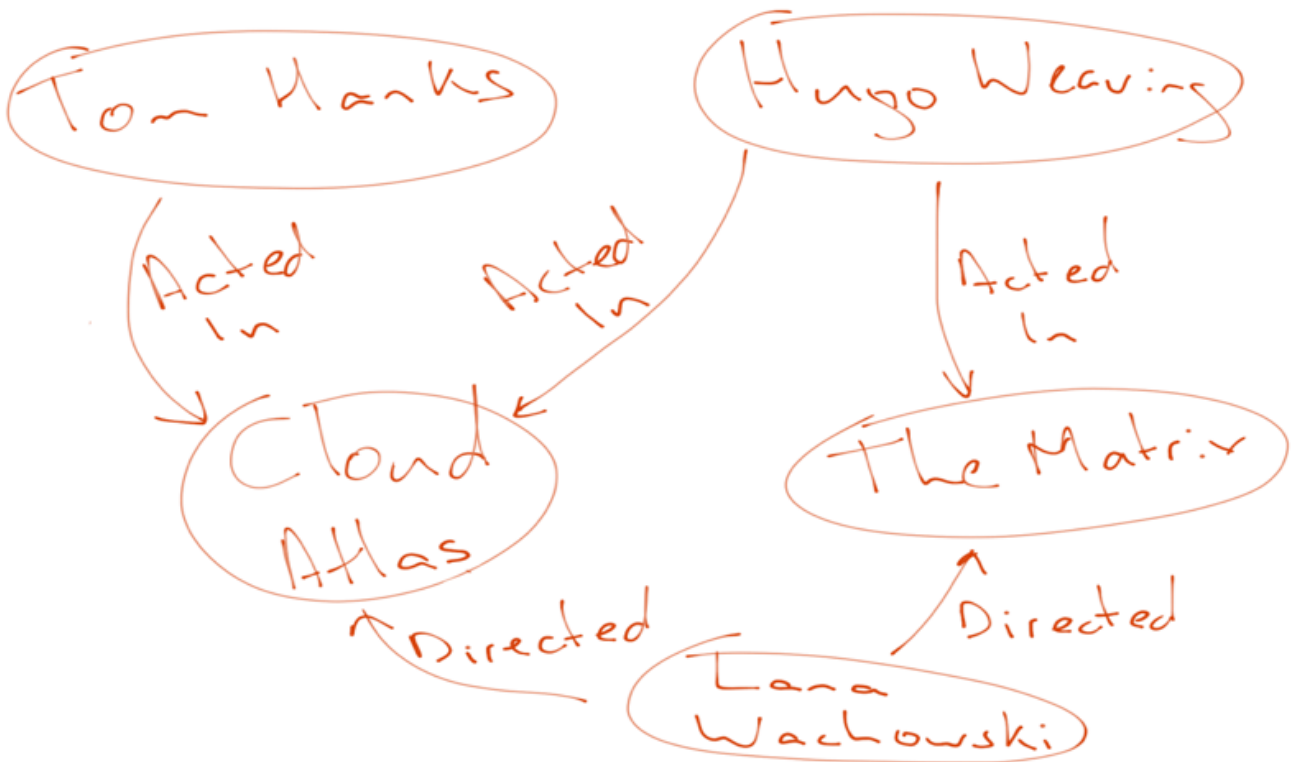 Tom Hanks
Hugo Weaving
Acted
In
Acted
In
Acted
In
Cloud
Atlas
The Matrix
Directed
Directed
Lana
Wachowski